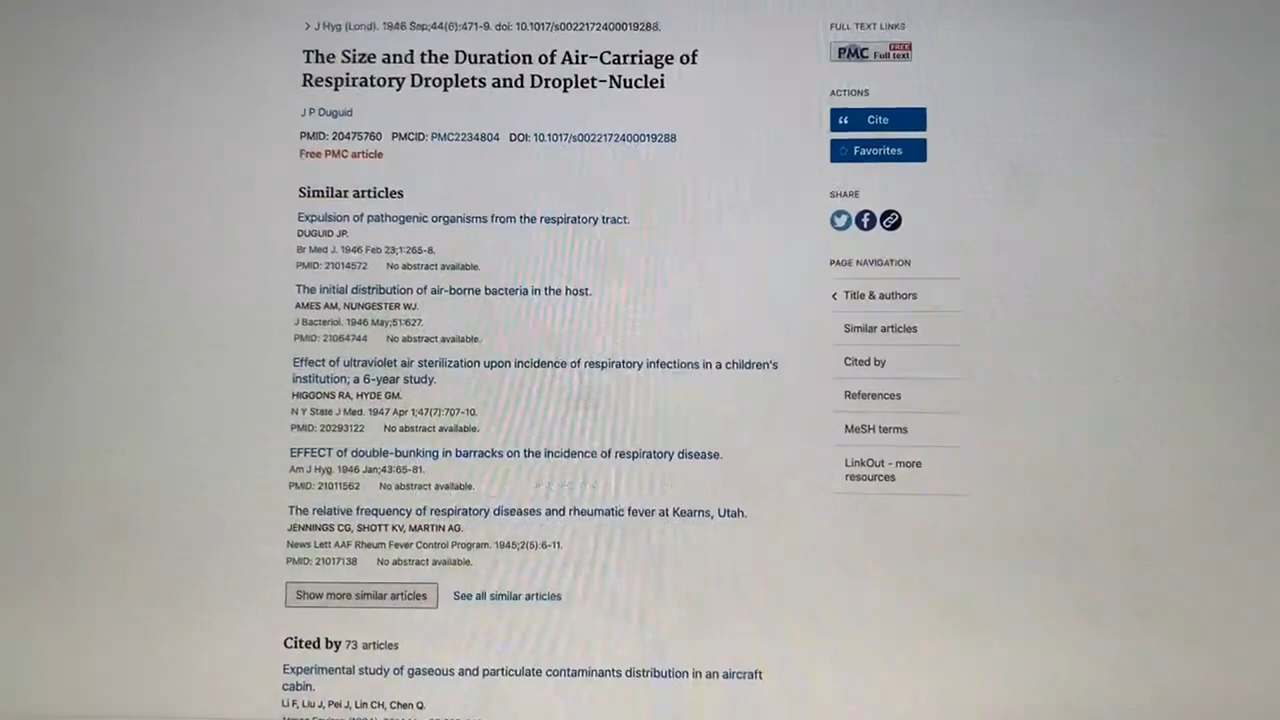 > J Hyg (Lond). 1946 Sep;44(6):471-9. doi: 10.1017/s0022172400019288.
The Size and the Duration of Air-Carriage of
Respiratory Droplets and Droplet-Nuclei
J P Duguid
PMID: 20475760 PMCID: PMC2234804 DOI: 10.1017/s0022172400019288
Free PMC article
Similar articles
Expulsion of pathogenic organisms from the respiratory tract.
DUGUID JP.
Br Med J. 1946 Feb 23;1:265-8.
PMID: 21014572 No abstract available.
The initial distribution of air-borne bacteria in the host.
AMES AM, NUNGESTER WJ.
J Bacteriol. 1946 May;51:627.
PMID: 21064744 No abstract available.
Effect of ultraviolet air sterilization upon incidence of respiratory infections in a children's
institution; a 6-year study.
HIGGONS RA, HYDE GM.
N Y State J Med. 1947 Apr 1;47(7):707-10.
PMID: 20293122 No abstract available.
EFFECT of double-bunking in barracks on the incidence of respiratory disease.
Am J Hyg. 1946 Jan;43:65-81.
PMID: 21011562 No abstract available.
The relative frequency of respiratory diseases and rheumatic fever at Kearns, Utah.
JENNINGS CG, SHOTT KV, MARTIN AG.
News Lett AAF Rheum Fever Control Program. 1945;2(5):6-11.
PMID: 21017138 No abstract available.
Show more similar articles See all similar articles
Cited by 73 articles
Experimental study of gaseous and particulate contaminants distribution in an aircraft
cabin.
Li F, Liu J, Pei J, Lin CH, Chen Q.
FULL TEXT LINKS
PMC FREE Full text
ACTIONS
Cite
Favorites
SHARE
PAGE NAVIGATION
Title & authors
Similar articles
Cited by
References
MeSH terms
LinkOut - more
resources